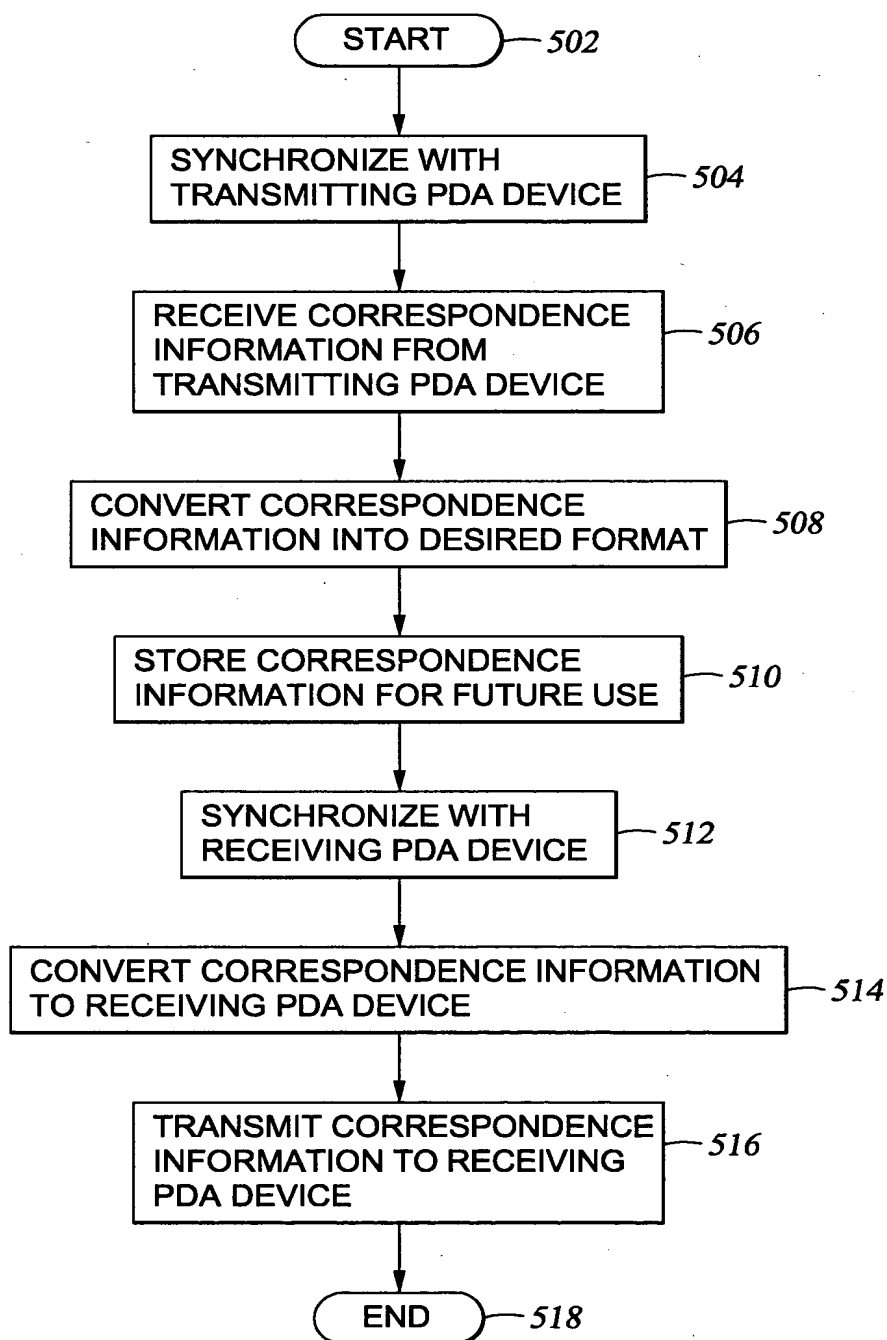 START
502
SYNCHRONIZE WITH
TRANSMITTING PDA DEVICE
504
RECEIVE CORRESPONDENCE
INFORMATION FROM
TRANSMITTING PDA DEVICE
506
CONVERT CORRESPONDENCE
INFORMATION INTO DESIRED FORMAT
508
STORE CORRESPONDENCE
INFORMATION FOR FUTURE USE
510
SYNCHRONIZE WITH
RECEIVING PDA DEVICE
512
CONVERT CORRESPONDENCE INFORMATION
TO RECEIVING PDA DEVICE
514
TRANSMIT CORRESPONDENCE
INFORMATION TO RECEIVING
PDA DEVICE
516
END
518